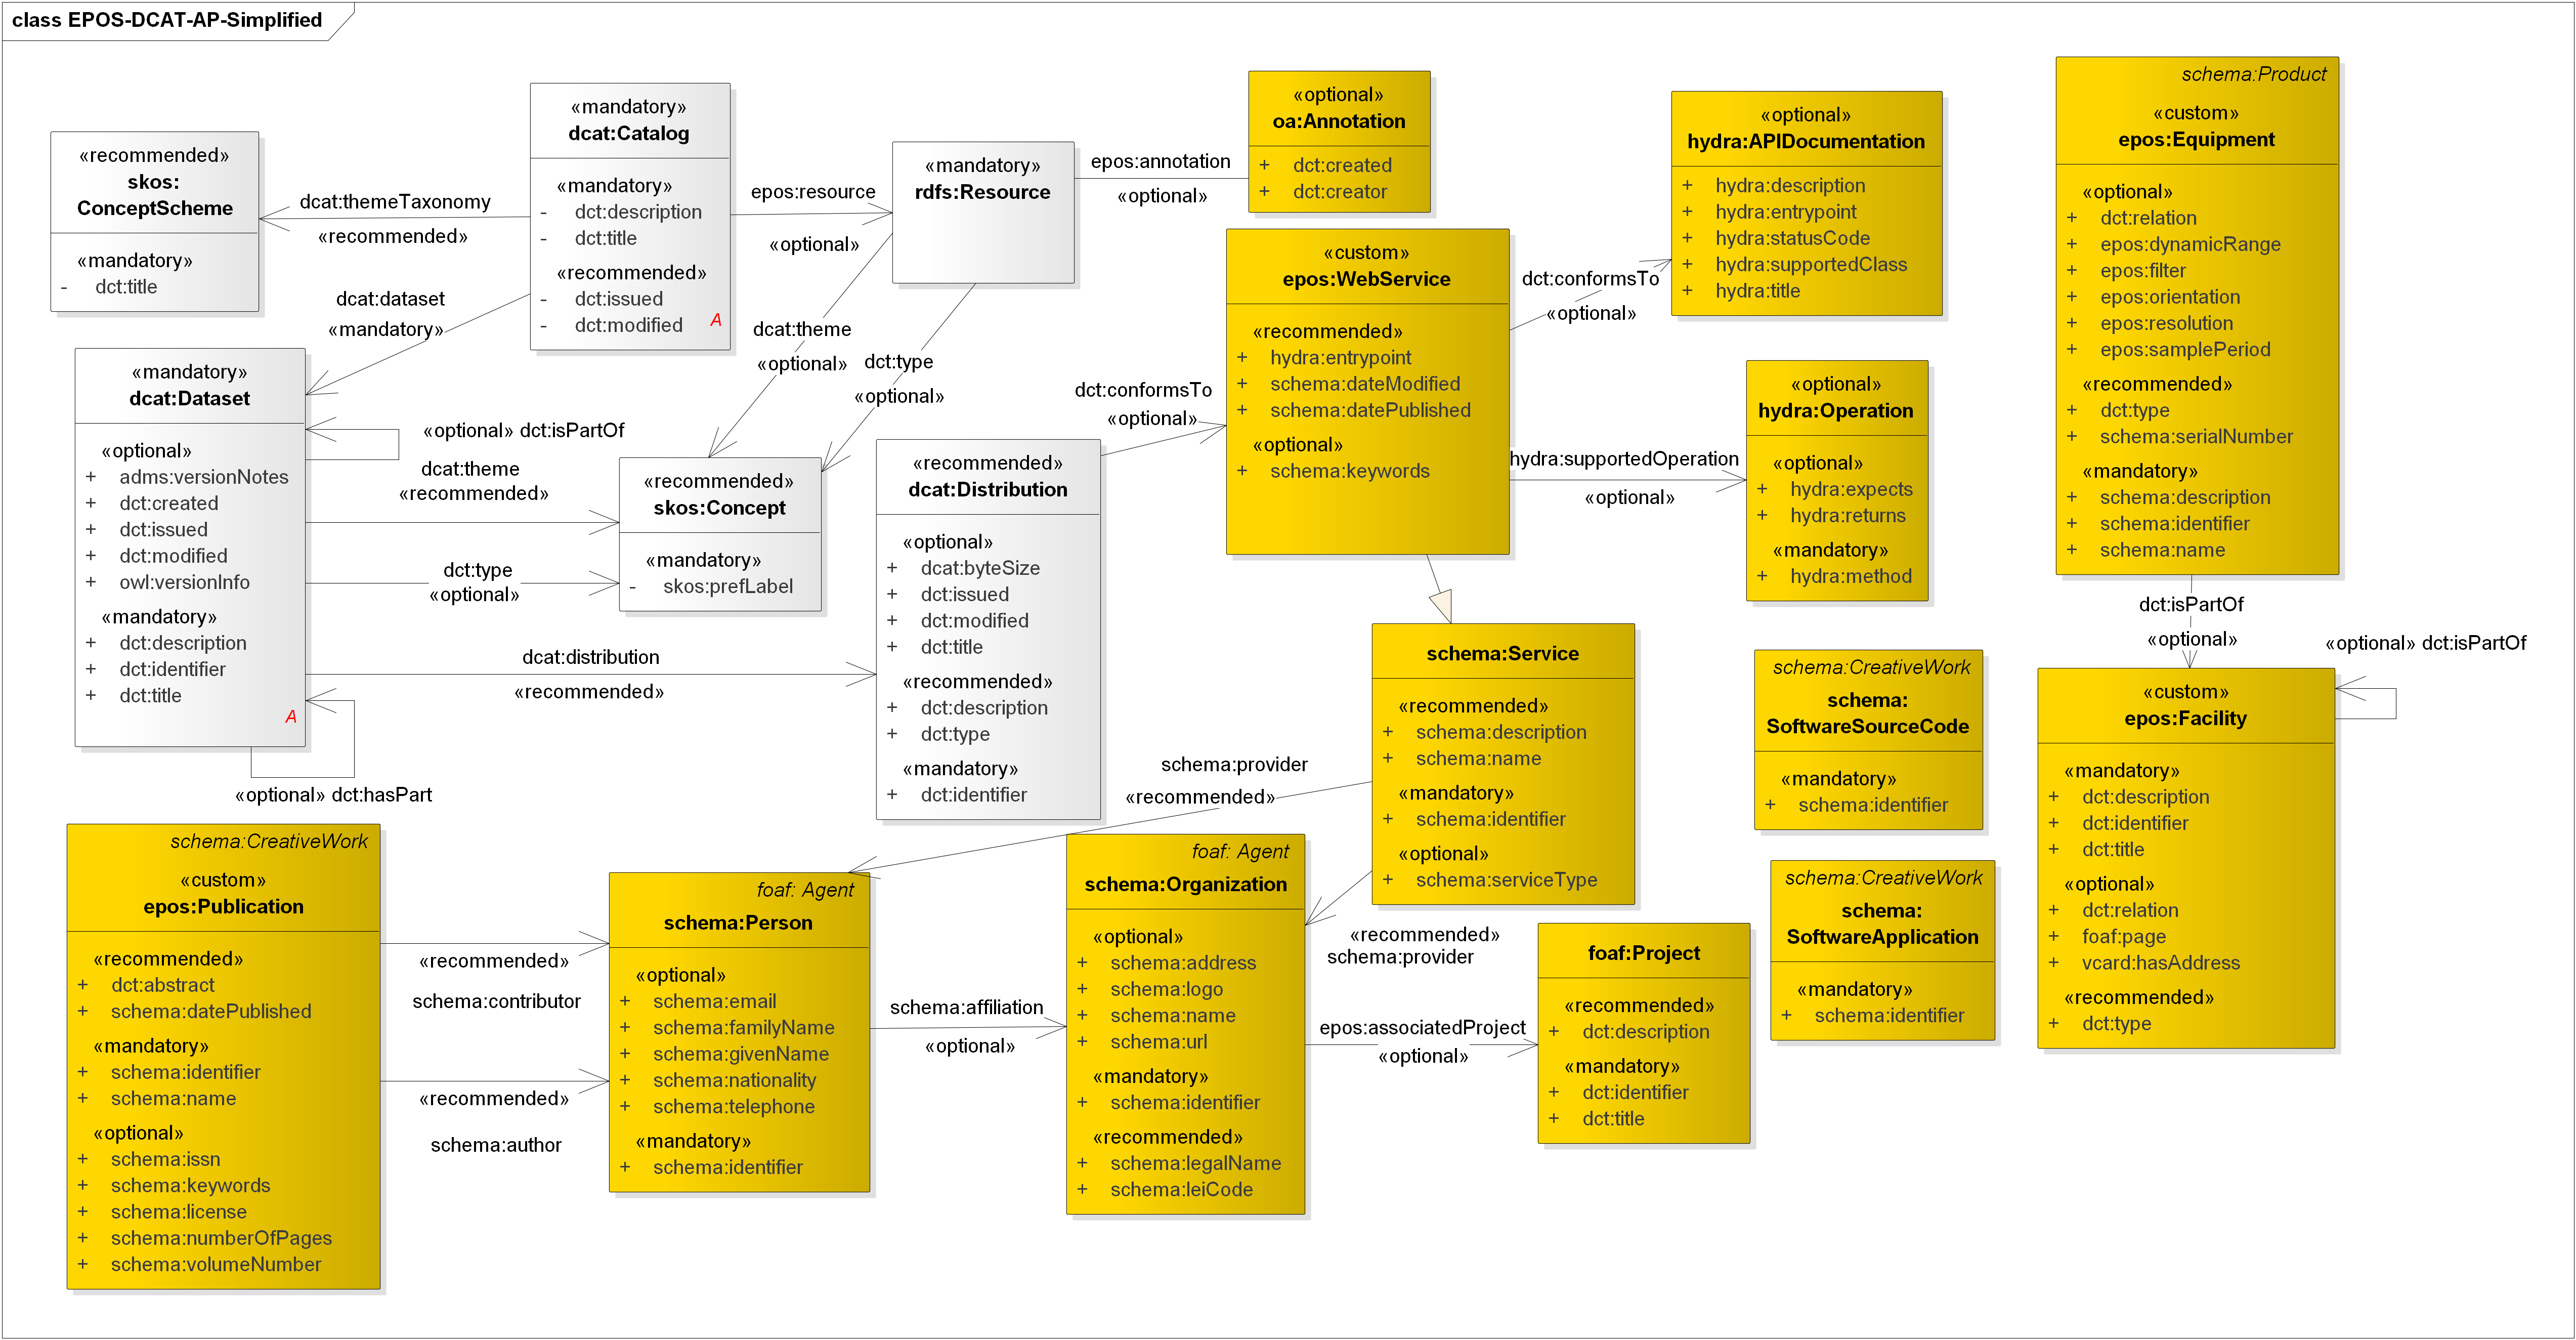 class EPOS-DCAT-AP-Simplified
«recommended»
skos:
ConceptScheme
«mandatory»
- dct:title
dcat:themeTaxonomy
«recommended»
«mandatory»
dcat:Catalog
«mandatory»
- dct:description
- dct:title
«recommended»
- dct:issued
- dct:modified
A
epos:resource
«optional»
«mandatory»
rdfs:Resource
epos:annotation
«optional»
«optional»
oa:Annotation
+ dct:created
+ dct:creator
dcat:dataset
«mandatory»
dcat:theme
«optional»
dct:type
«optional»
«mandatory»
dcat:Dataset
«optional»
+ adms:versionNotes
+ dct:created
+ dct:issued
+ dct:modified
+ owl:versionInfo
«mandatory»
+ dct:description
+ dct:identifier
+ dct:title
A
«optional» dct:isPartOf
dcat:theme
«recommended»
dct:type
«optional»
dcat:distribution
«recommended»
«optional» dct:hasPart
«recommended»
skos:Concept
«mandatory»
- skos:prefLabel
«recommended»
dcat:Distribution
«optional»
+ dcat:byteSize
+ dct:issued
+ dct:modified
+ dct:title
«recommended»
+ dct:description
+ dct:type
«mandatory»
+ dct:identifier
dct:conformsTo
«optional»
«custom»
epos:WebService
«recommended»
+ hydra:entrypoint
+ schema:dateModified
+ schema:datePublished
«optional»
+ schema:keywords
dct:conformsTo
«optional»
«optional»
hydra:APIDocumentation
+ hydra:description
+ hydra:entrypoint
+ hydra:statusCode
+ hydra:supportedClass
+ hydra:title
hydra:supportedOperation
«optional»
«optional»
hydra:Operation
«optional»
+ hydra:expects
+ hydra:returns
«mandatory»
+ hydra:method
schema:Product
«custom»
epos:Equipment
«optional»
+ dct:relation
+ epos:dynamicRange
+ epos:filter
+ epos:orientation
+ epos:resolution
+ epos:samplePeriod
«recommended»
+ dct:type
+ schema:serialNumber
«mandatory»
+ schema:description
+ schema:identifier
+ schema:name
dct:isPartOf
«optional»
«optional» dct:isPartOf
«custom»
epos:Facility
«mandatory»
+ dct:description
+ dct:identifier
+ dct:title
«optional»
+ dct:relation
+ foaf:page
+ vcard:hasAddress
«recommended»
+ dct:type
schema:Service
«recommended»
+ schema:description
+ schema:name
«mandatory»
+ schema:identifier
«optional»
+ schema:serviceType
schema:provider
«recommended»
«recommended»
schema:provider
schema:CreativeWork
schema:
SoftwareSourceCode
«mandatory»
+ schema:identifier
schema:CreativeWork
schema:
SoftwareApplication
«mandatory»
+ schema:identifier
schema:CreativeWork
«custom»
epos:Publication
«recommended»
+ dct:abstract
+ schema:datePublished
«mandatory»
+ schema:identifier
+ schema:name
«optional»
+ schema:issn
+ schema:keywords
+ schema:license
+ schema:numberOfPages
+ schema:volumeNumber
«recommended»
schema:contributor
«recommended»
schema:author
foaf: Agent
schema:Person
«optional»
+ schema:email
+ schema:familyName
+ schema:givenName
+ schema:nationality
+ schema:telephone
«mandatory»
+ schema:identifier
schema:affiliation
«optional»
foaf: Agent
schema:Organization
«optional»
+ schema:address
+ schema:logo
+ schema:name
+ schema:url
«mandatory»
+ schema:identifier
«recommended»
+ schema:legalName
+ schema:leiCode
epos:associatedProject
«optional»
foaf:Project
«recommended»
+ dct:description
«mandatory»
+ dct:identifier
+ dct:title